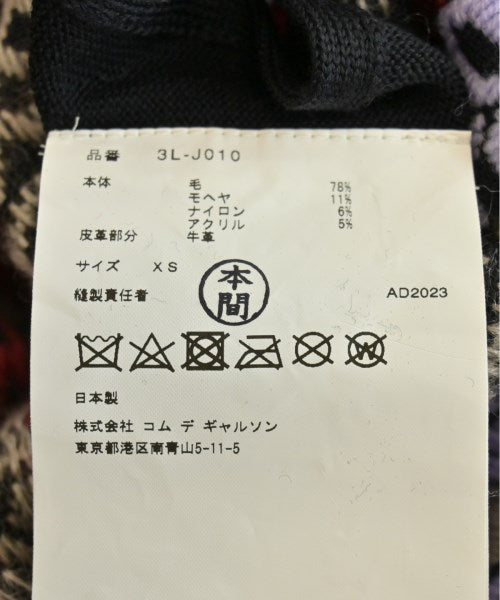 品番 3L-J010
本体 毛 78%
モヘヤ 11%
ナイロン 6%
アクリル 5%
皮革部分 牛革
サイズ XS
本間
縫製責任者 AD2023
W
日本製
株式会社 コム デ ギャルソン
東京都港区南青山5-11-5